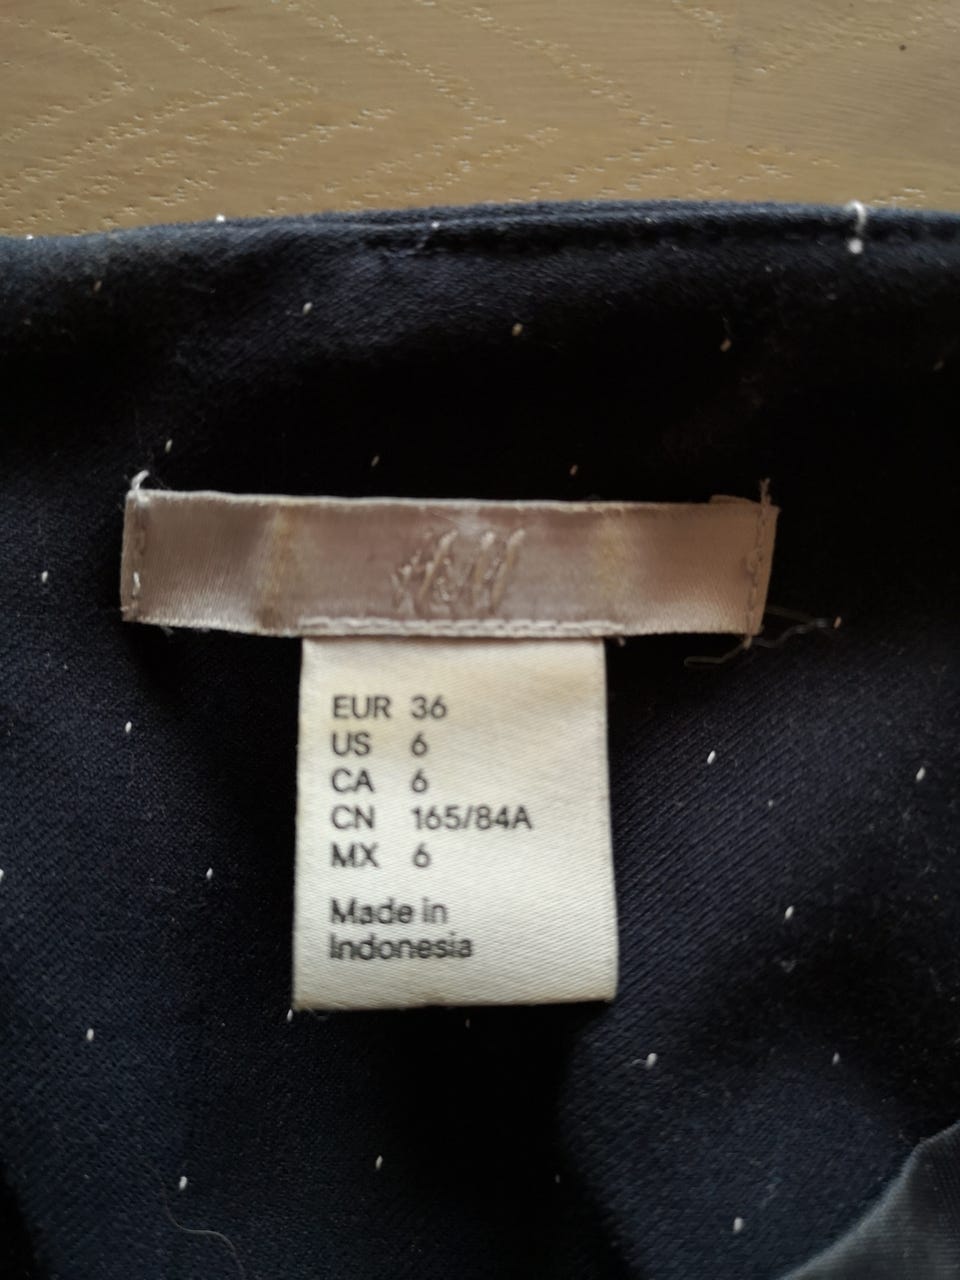 H&M
EUR 36
US 6
CA 6
CN 165/84A
MX 6
Made in
Indonesia